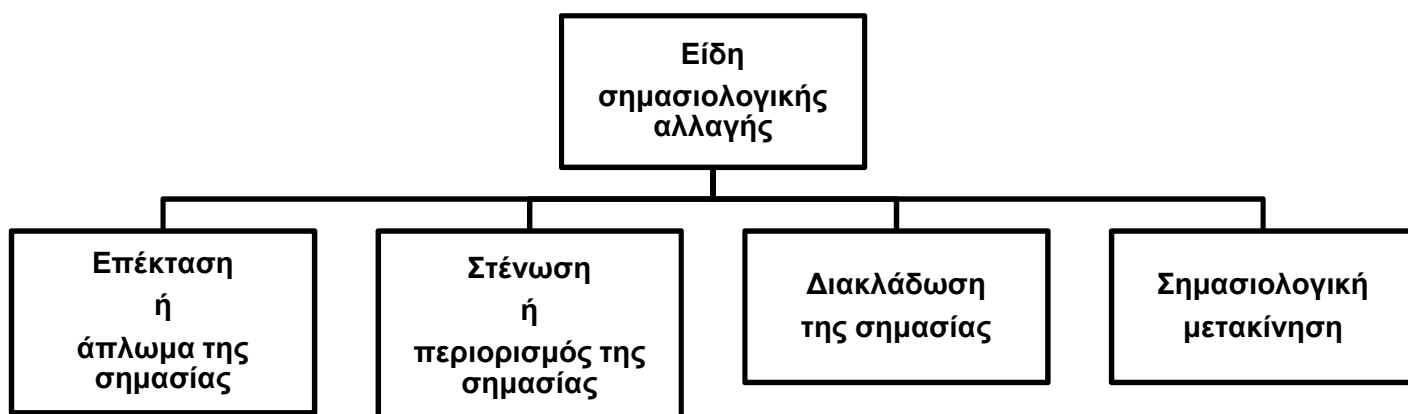 Είδη
σημασιολογικής
αλλαγής
Επέκταση
ή
άπλωμα της
σημασίας
Στένωση
ή
περιορισμός της
σημασίας
Διακλάδωση
της σημασίας
Σημασιολογική
μετακίνηση